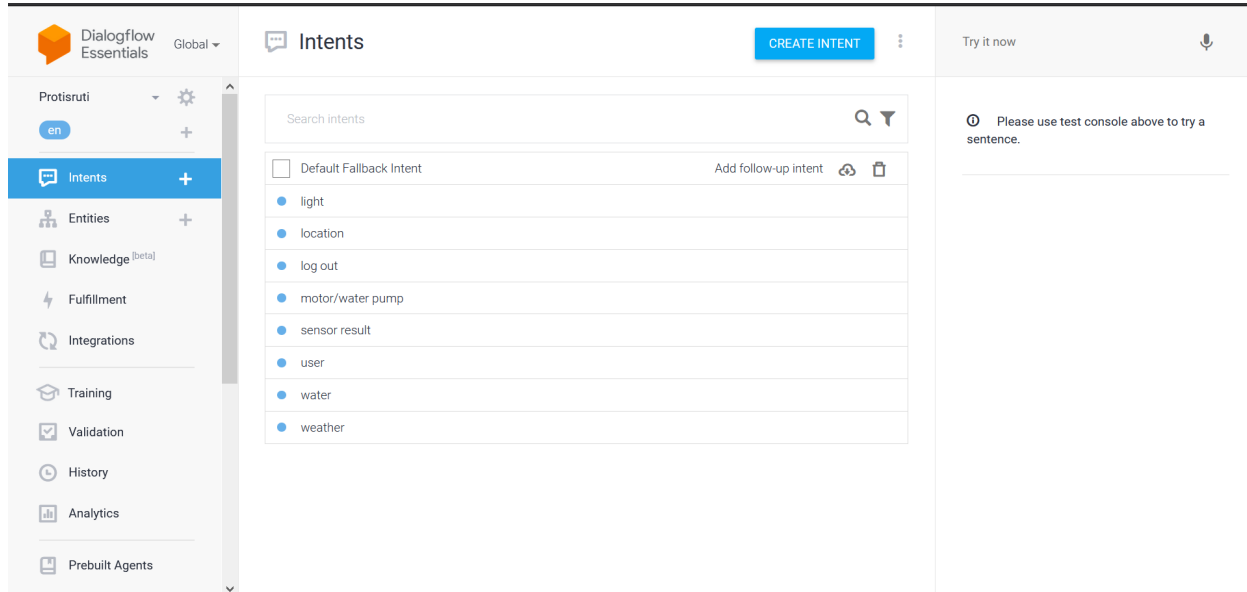 Dialogflow
Essentials
Global
Intents
CREATE INTENT
Try it now
Protisruti
en
Search intents
Please use test console above to try a
sentence.
Intents
Entities
Knowledge [beta]
Fulfillment
Integrations
Training
Validation
History
Analytics
Prebuilt Agents
Default Fallback Intent
Add follow-up intent
light
location
log out
motor/water pump
sensor result
user
water
weather